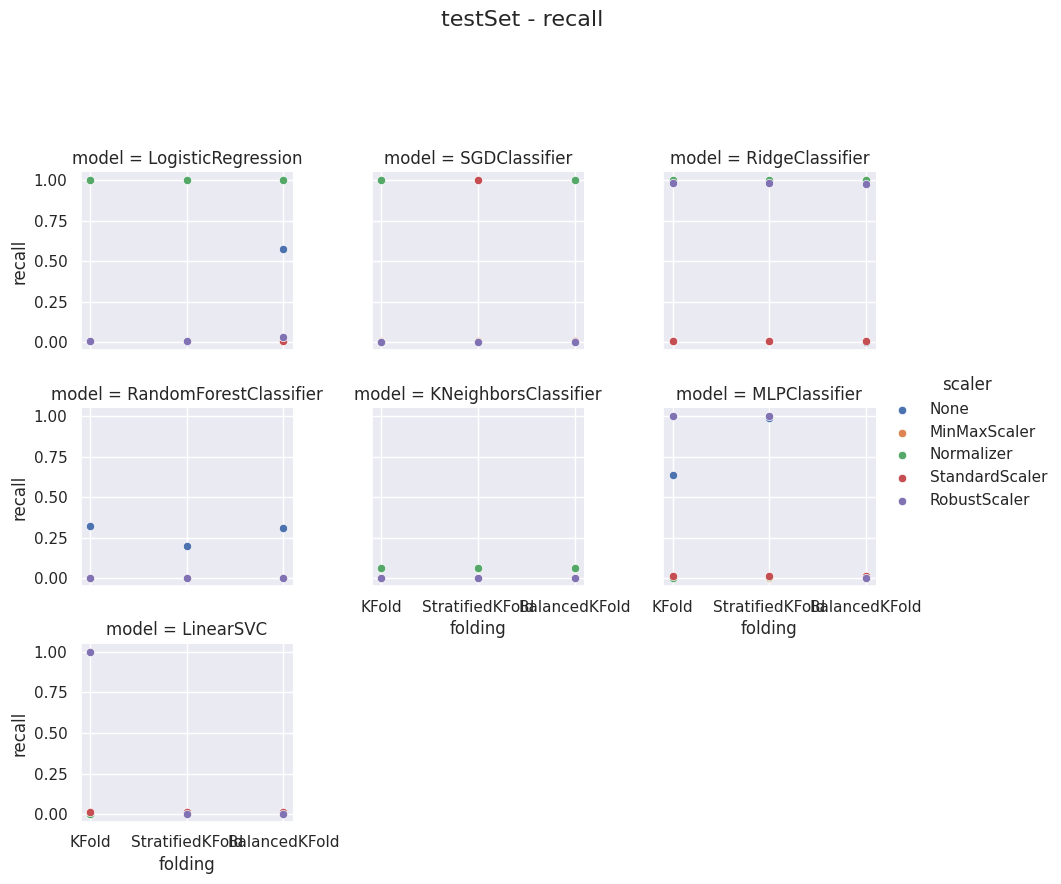 testSet - recall
model = LogisticRegression
model = SGDClassifier
model = RidgeClassifier
1.00
0.75
0.50
0.25
0.00
recall
model = RandomForestClassifier
model = KNeighborsClassifier
model = MLPClassifier
1.00
0.75
0.50
0.25
0.00
recall
KFold
StratifiedKFold
BalancedKFold
folding
KFold
StratifiedKFold
BalancedKFold
folding
scaler
None
MinMaxScaler
Normalizer
StandardScaler
RobustScaler
model = LinearSVC
1.00
0.75
0.50
0.25
0.00
recall
KFold
StratifiedKFold
BalancedKFold
folding